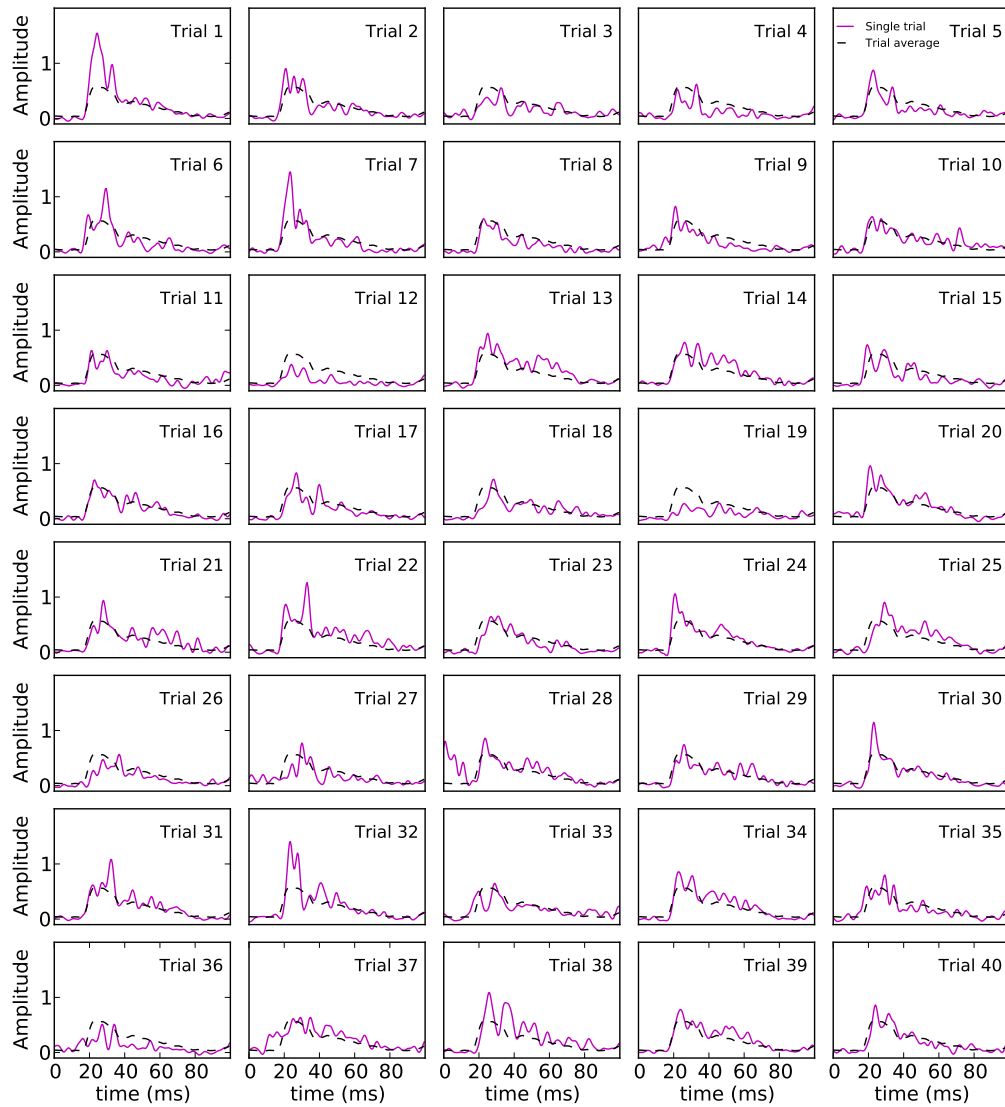 Amplitude
1
0
Trial 1
Trial 2
Trial 3
Trial 4
Single trial
Trial average
Trial 5
Amplitude
1
0
Trial 6
Trial 7
Trial 8
Trial 9
Trial 10
Amplitude
1
0
Trial 11
Trial 12
Trial 13
Trial 14
Trial 15
Amplitude
1
0
Trial 16
Trial 17
Trial 18
Trial 19
Trial 20
Amplitude
1
0
Trial 21
Trial 22
Trial 23
Trial 24
Trial 25
Amplitude
1
0
Trial 26
Trial 27
Trial 28
Trial 29
Trial 30
Amplitude
1
0
Trial 31
Trial 32
Trial 33
Trial 34
Trial 35
Amplitude
1
0
Trial 36
Trial 37
Trial 38
Trial 39
Trial 40
0 20 40 60 80
0 20 40 60 80
0 20 40 60 80
0 20 40 60 80
0 20 40 60 80
time (ms)
time (ms)
time (ms)
time (ms)
time (ms)